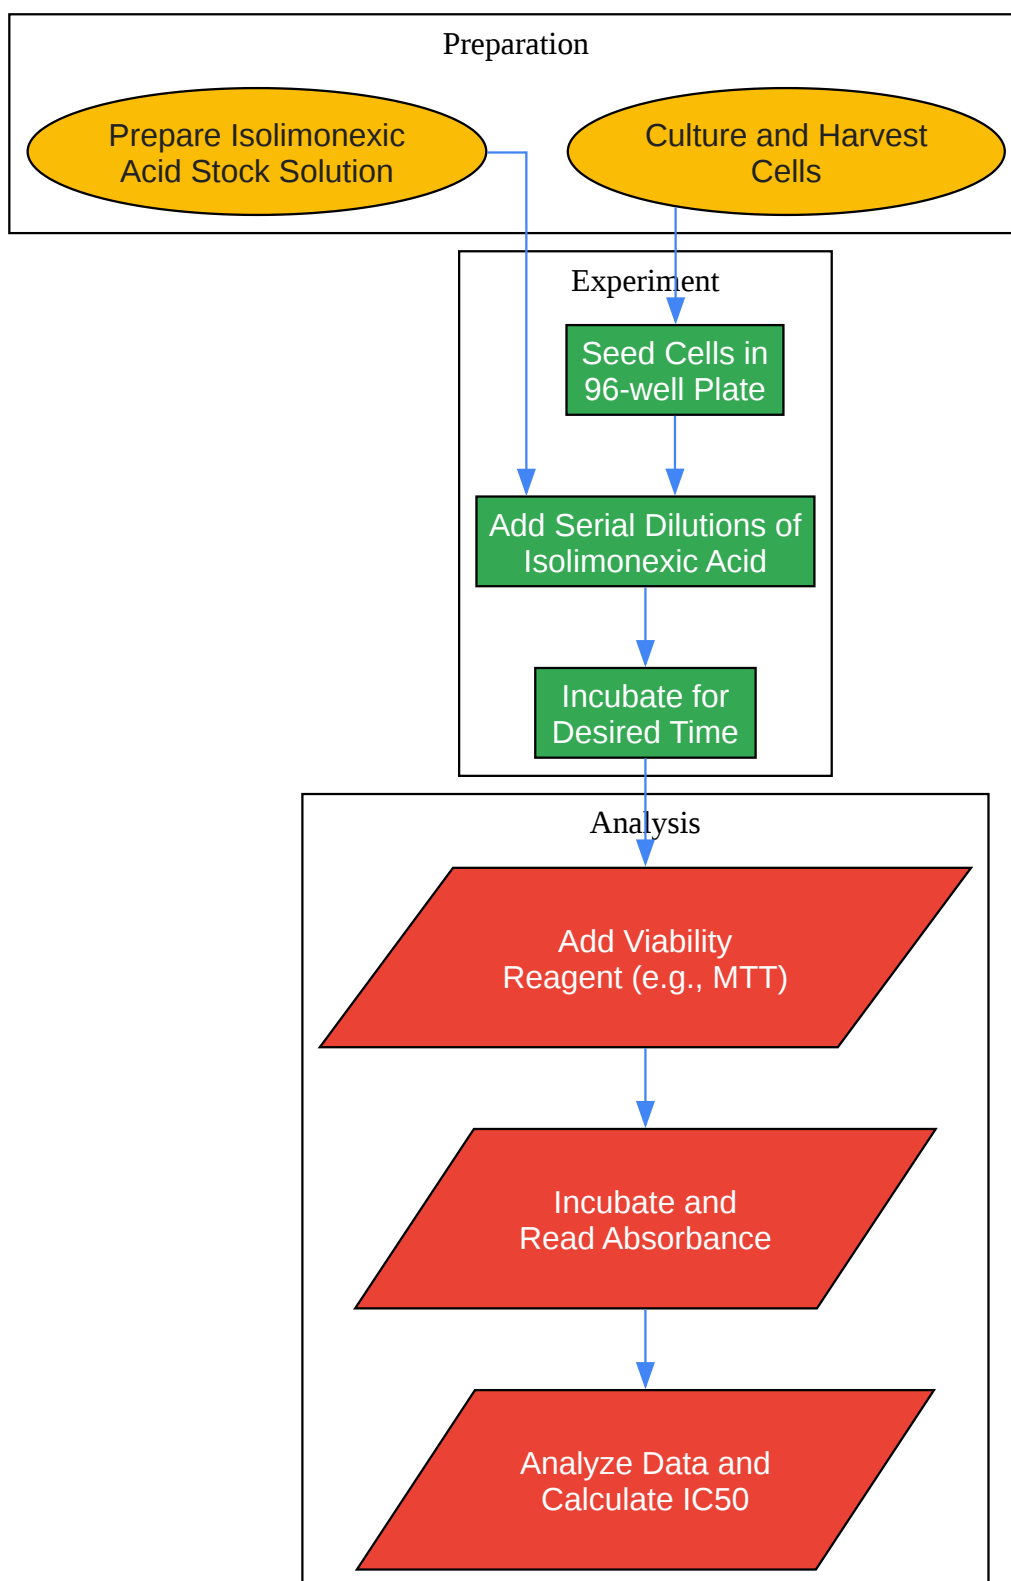 Preparation
Prepare Isolimonexic
Acid Stock Solution
Culture and Harvest
Cells
Experiment
Seed Cells in
96-well Plate
Add Serial Dilutions of
Isolimonexic Acid
Incubate for
Desired Time
Analysis
Add Viability
Reagent (e.g., MTT)
Incubate and
Read Absorbance
Analyze Data and
Calculate IC50